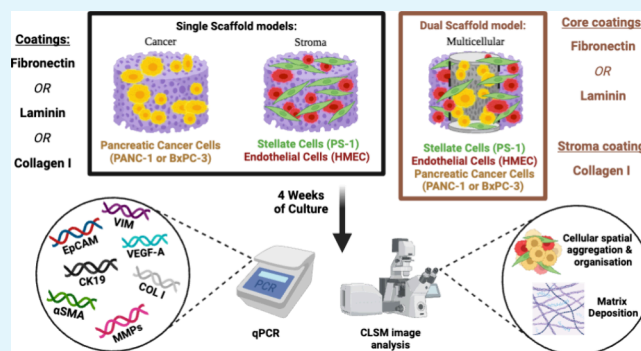 Coatings:
Fibronectin
OR
Laminin
OR
Collagen I
Single Scaffold models:
Cancer
Stroma
Pancreatic Cancer Cells
(PANC-1 or BxPC-3)
Stellate Cells (PS-1)
Endothelial Cells (HMEC)
Dual Scaffold model:
Multicellular
Stellate Cells (PS-1)
Endothelial Cells (HMEC)
Pancreatic Cancer Cells
(PANC-1 or BxPC-3)
Core coatings
Fibronectin
OR
Laminin
Stroma coating
Collagen I
4 Weeks
of Culture
VIM
EpCAM
VEGF-A
CK19
COL I
αSMA
MMPs
PCR
qPCR
CLSM image
analysis
Cellular spatial
aggregation &
organisation
Matrix
Deposition